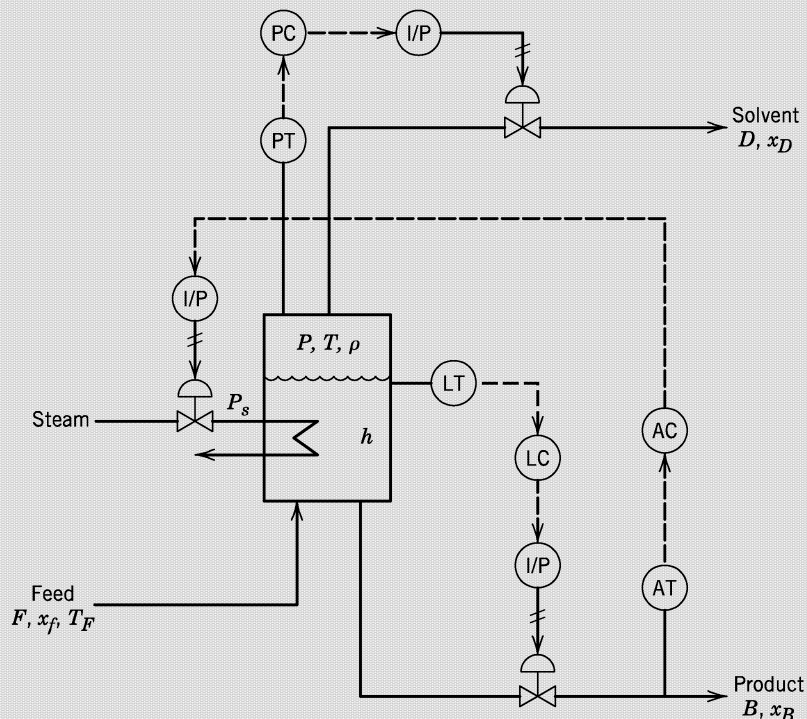 PC
I/P
PT
Solvent
D, x_D
I/P
P, T, ρ
LT
P_s
Steam
h
AC
LC
I/P
AT
Feed
F, x_f, T_F
Product
B, x_B